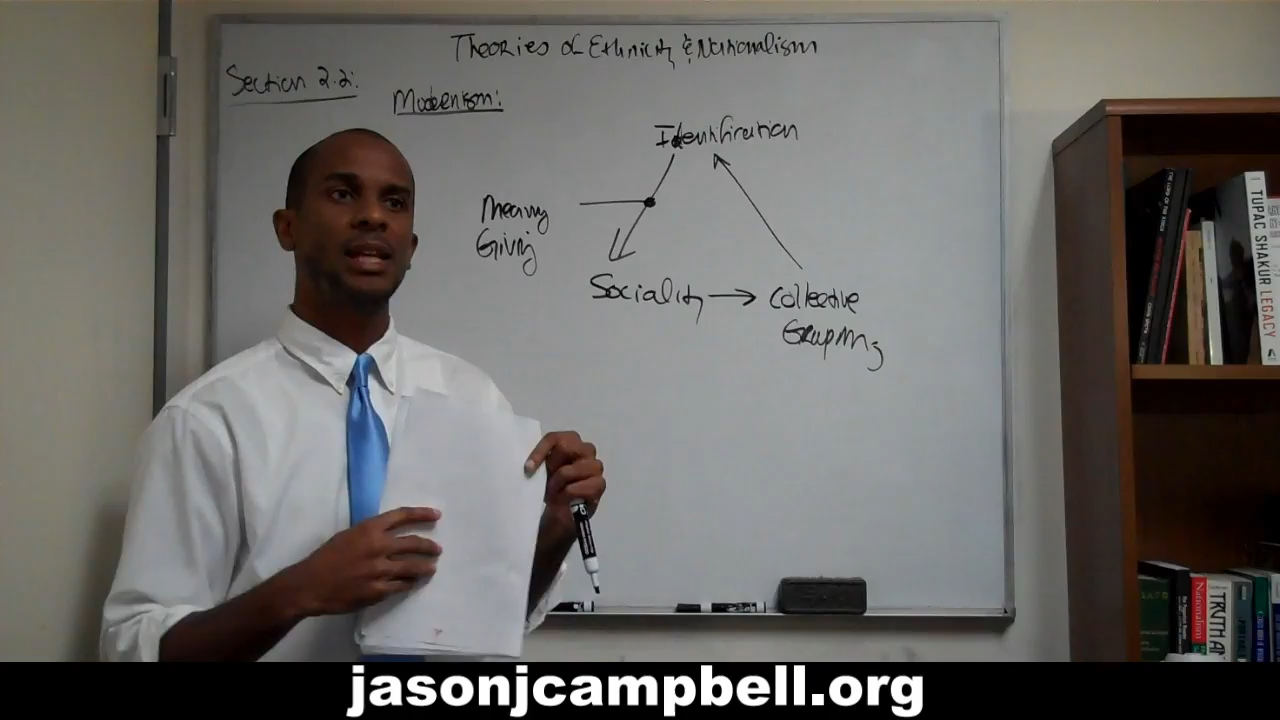 Theories of Ethnicity & Nationalism
Section 2.2:
Modernism:
Identification
Meaning
Giving
Sociality → Collective
Grouping
TUPAC SHAKUR LEGACY
Nationalism
TRUTH AN
jasonjcampbell.org